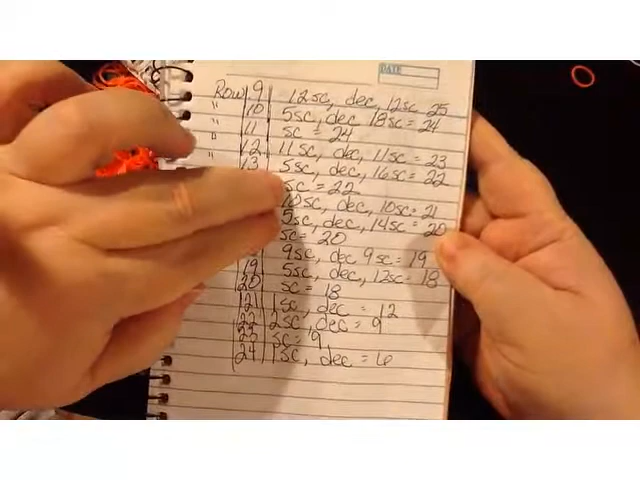 DATE
Row 9 12sc, dec, 12sc 25
" 10 5sc, dec 18sc = 24
" 11 sc = 24
" 12 11sc, dec, 11sc = 23
" 13 5sc, dec, 16sc = 22
sc = 22
10sc, dec, 10sc = 21
5sc, dec, 14sc = 20
sc = 20
9sc, dec 9sc = 19
19 5sc, dec, 12sc = 18
20 sc = 18
21 1sc, dec = 12
22 2sc, dec = 9
23 sc = 9
24 1sc, dec = 6